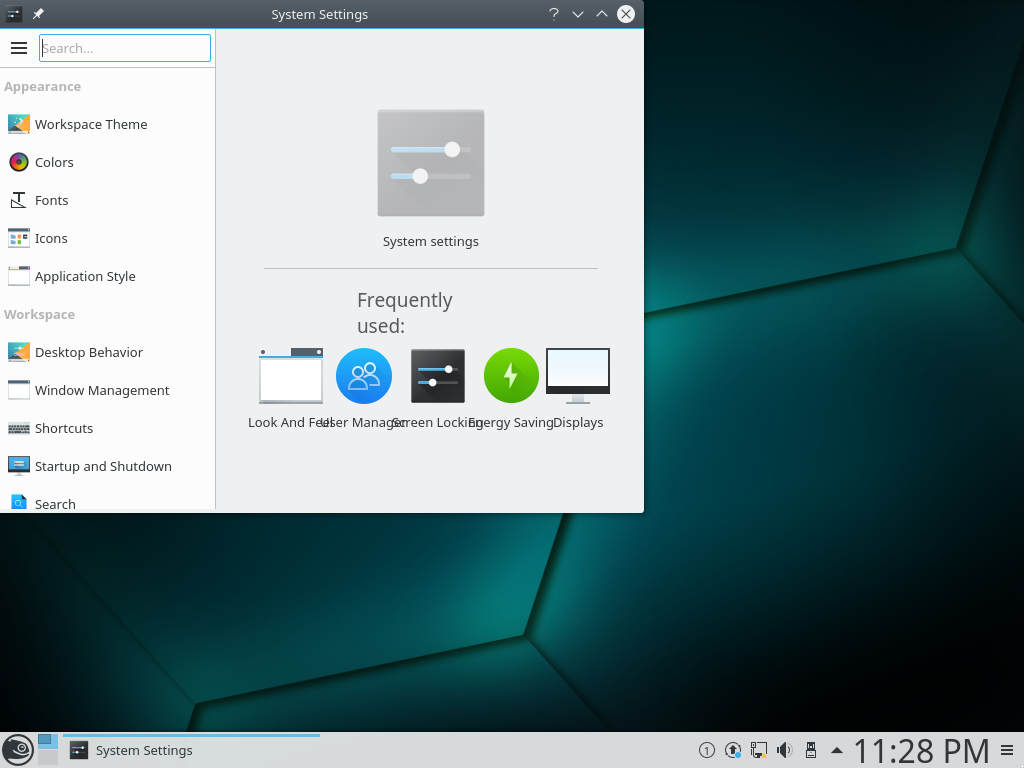 System Settings
Search...
Appearance
Workspace Theme
Colors
Fonts
Icons
Application Style
Workspace
Desktop Behavior
Window Management
Shortcuts
Startup and Shutdown
Search
System settings
Frequently
used:
Look And Feel
User Manager
Screen Locking
Energy Saving
Displays
System Settings
1
11:28 PM